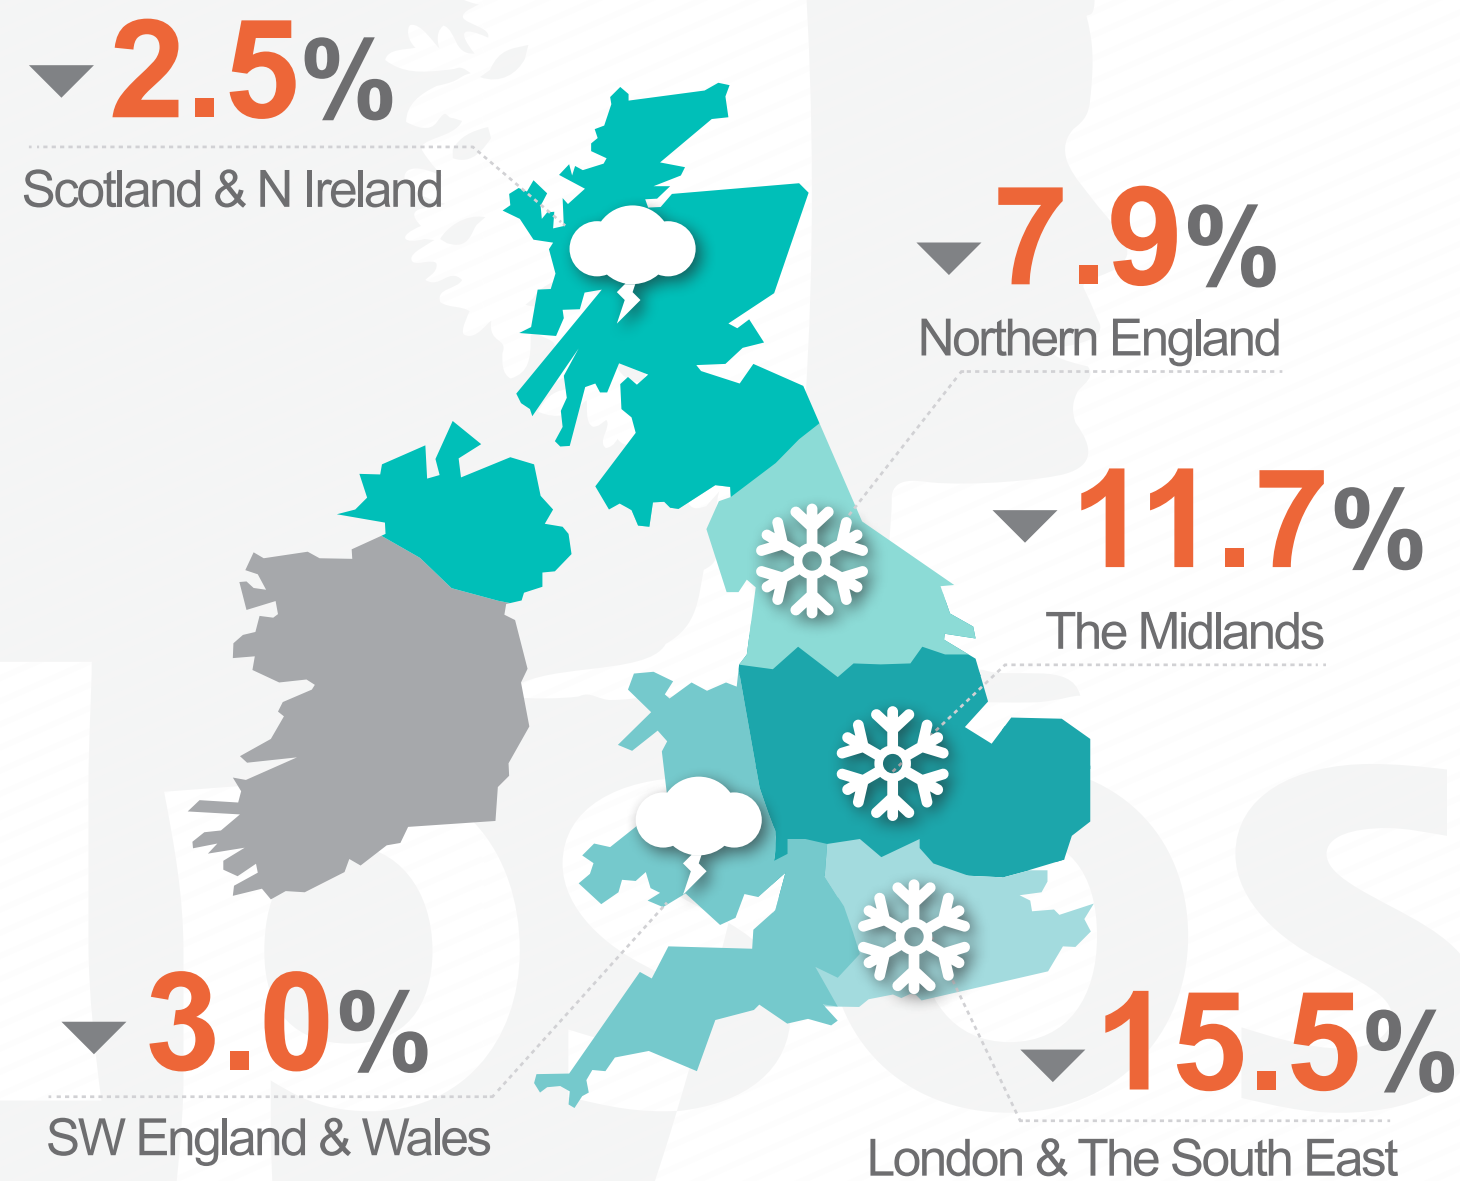 2.5%
Scotland & N Ireland
7.9%
Northern England
11.7%
The Midlands
3.0%
SW England & Wales
15.5%
London & The South East
Ipsos